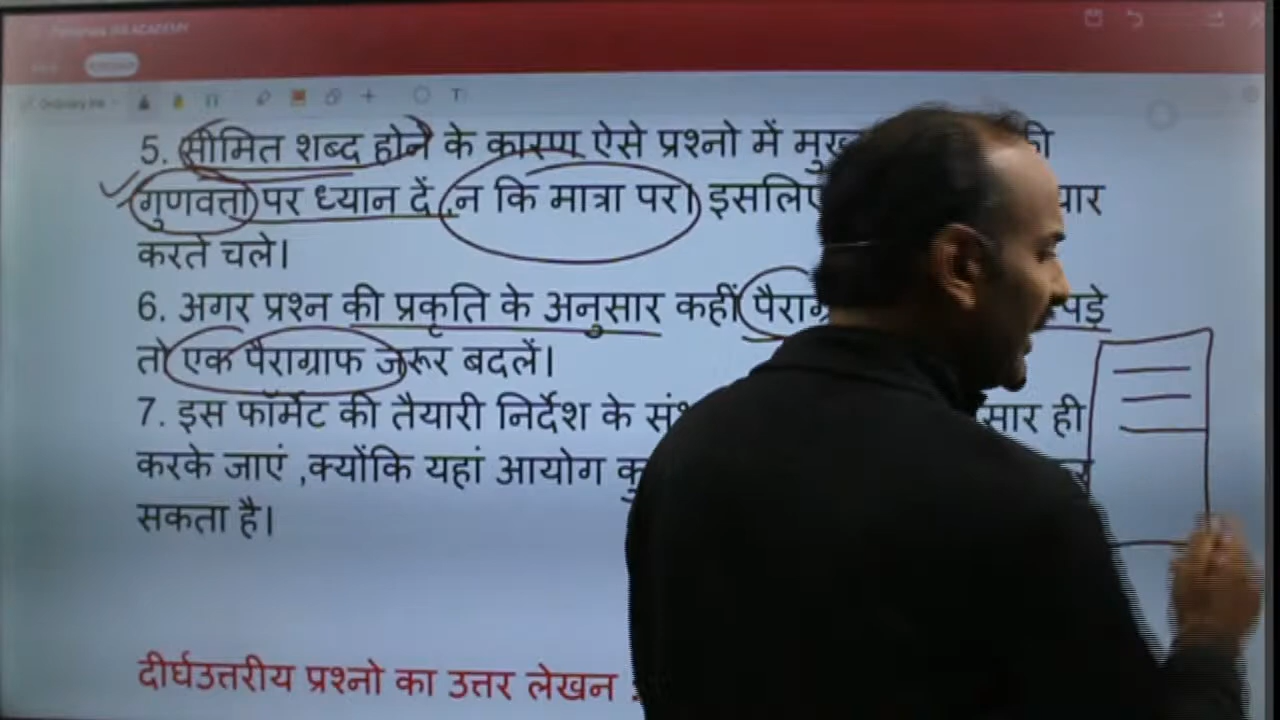 5. सीमित शब्द होने के कारण ऐसे प्रश्नो में की
गुणवत्ता पर ध्यान दें ,न कि मात्रा पर। इसलिए
करते चले।
6. अगर प्रश्न की प्रकृति के अनुसार कहीं पड़े
तो एक पैराग्राफ जरूर बदलें।
7. इस फॉर्मेट की तैयारी निर्देश के ही
करके जाएं ,क्योंकि यहां आयोग
सकता है।
दीर्घउत्तरीय प्रश्नो का उत्तर लेखन :